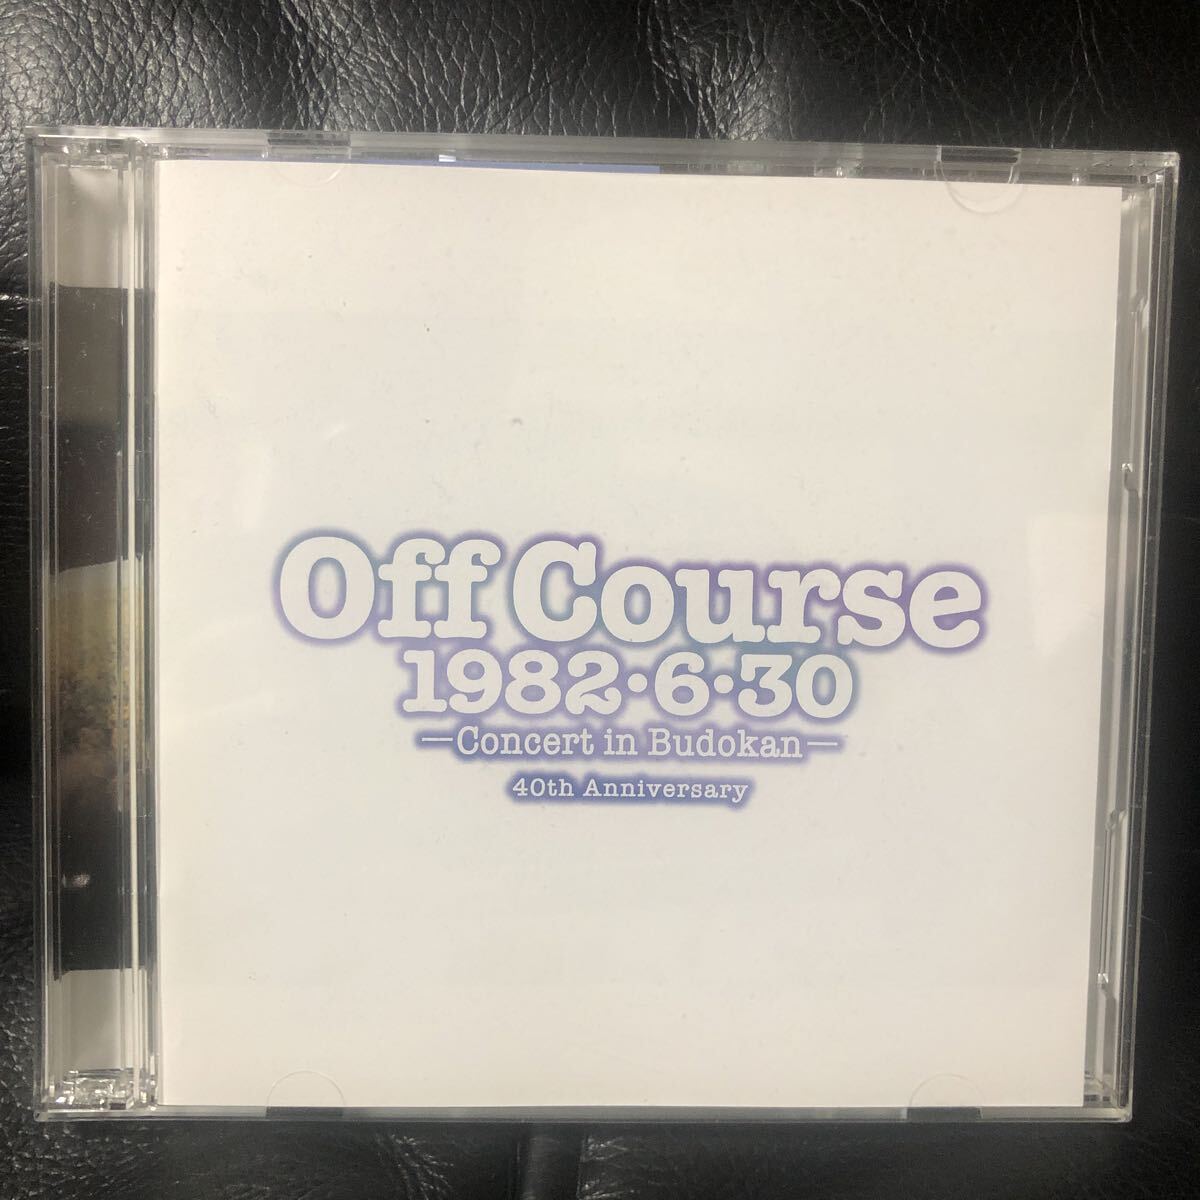 Off Course
1982・6・30
—Concert in Budokan—
40th Anniversary